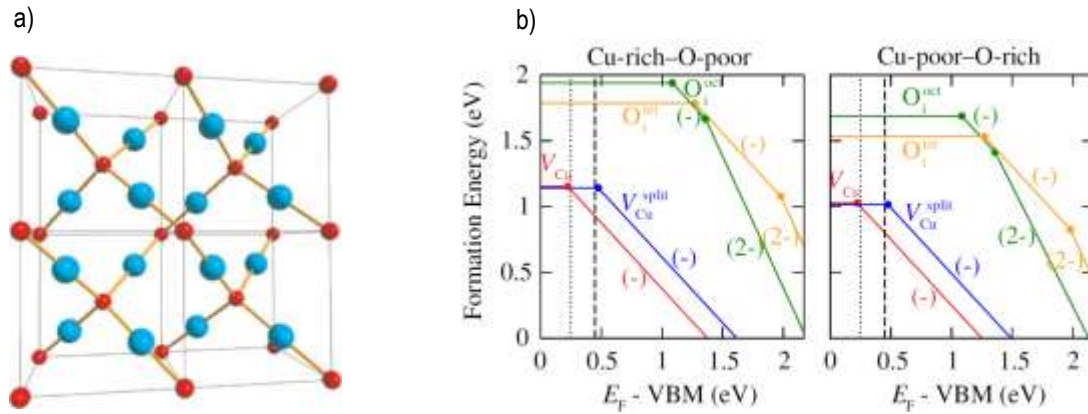 a)
b)
Cu-rich–O-poor
Cu-poor–O-rich
Formation Energy (eV)
2
1.5
1
0.5
0
O_i^oct
(-)
O_i^tet
(-)
V_Cu
V_Cu^split
(-)
(-)
(2-)
(2-)
0 0.5 1 1.5 2
E_F - VBM (eV)
O_i^oct
(-)
O_i^tet
(-)
V_Cu
V_Cu^split
(-)
(-)
(2-)
(2-)
0 0.5 1 1.5 2
E_F - VBM (eV)